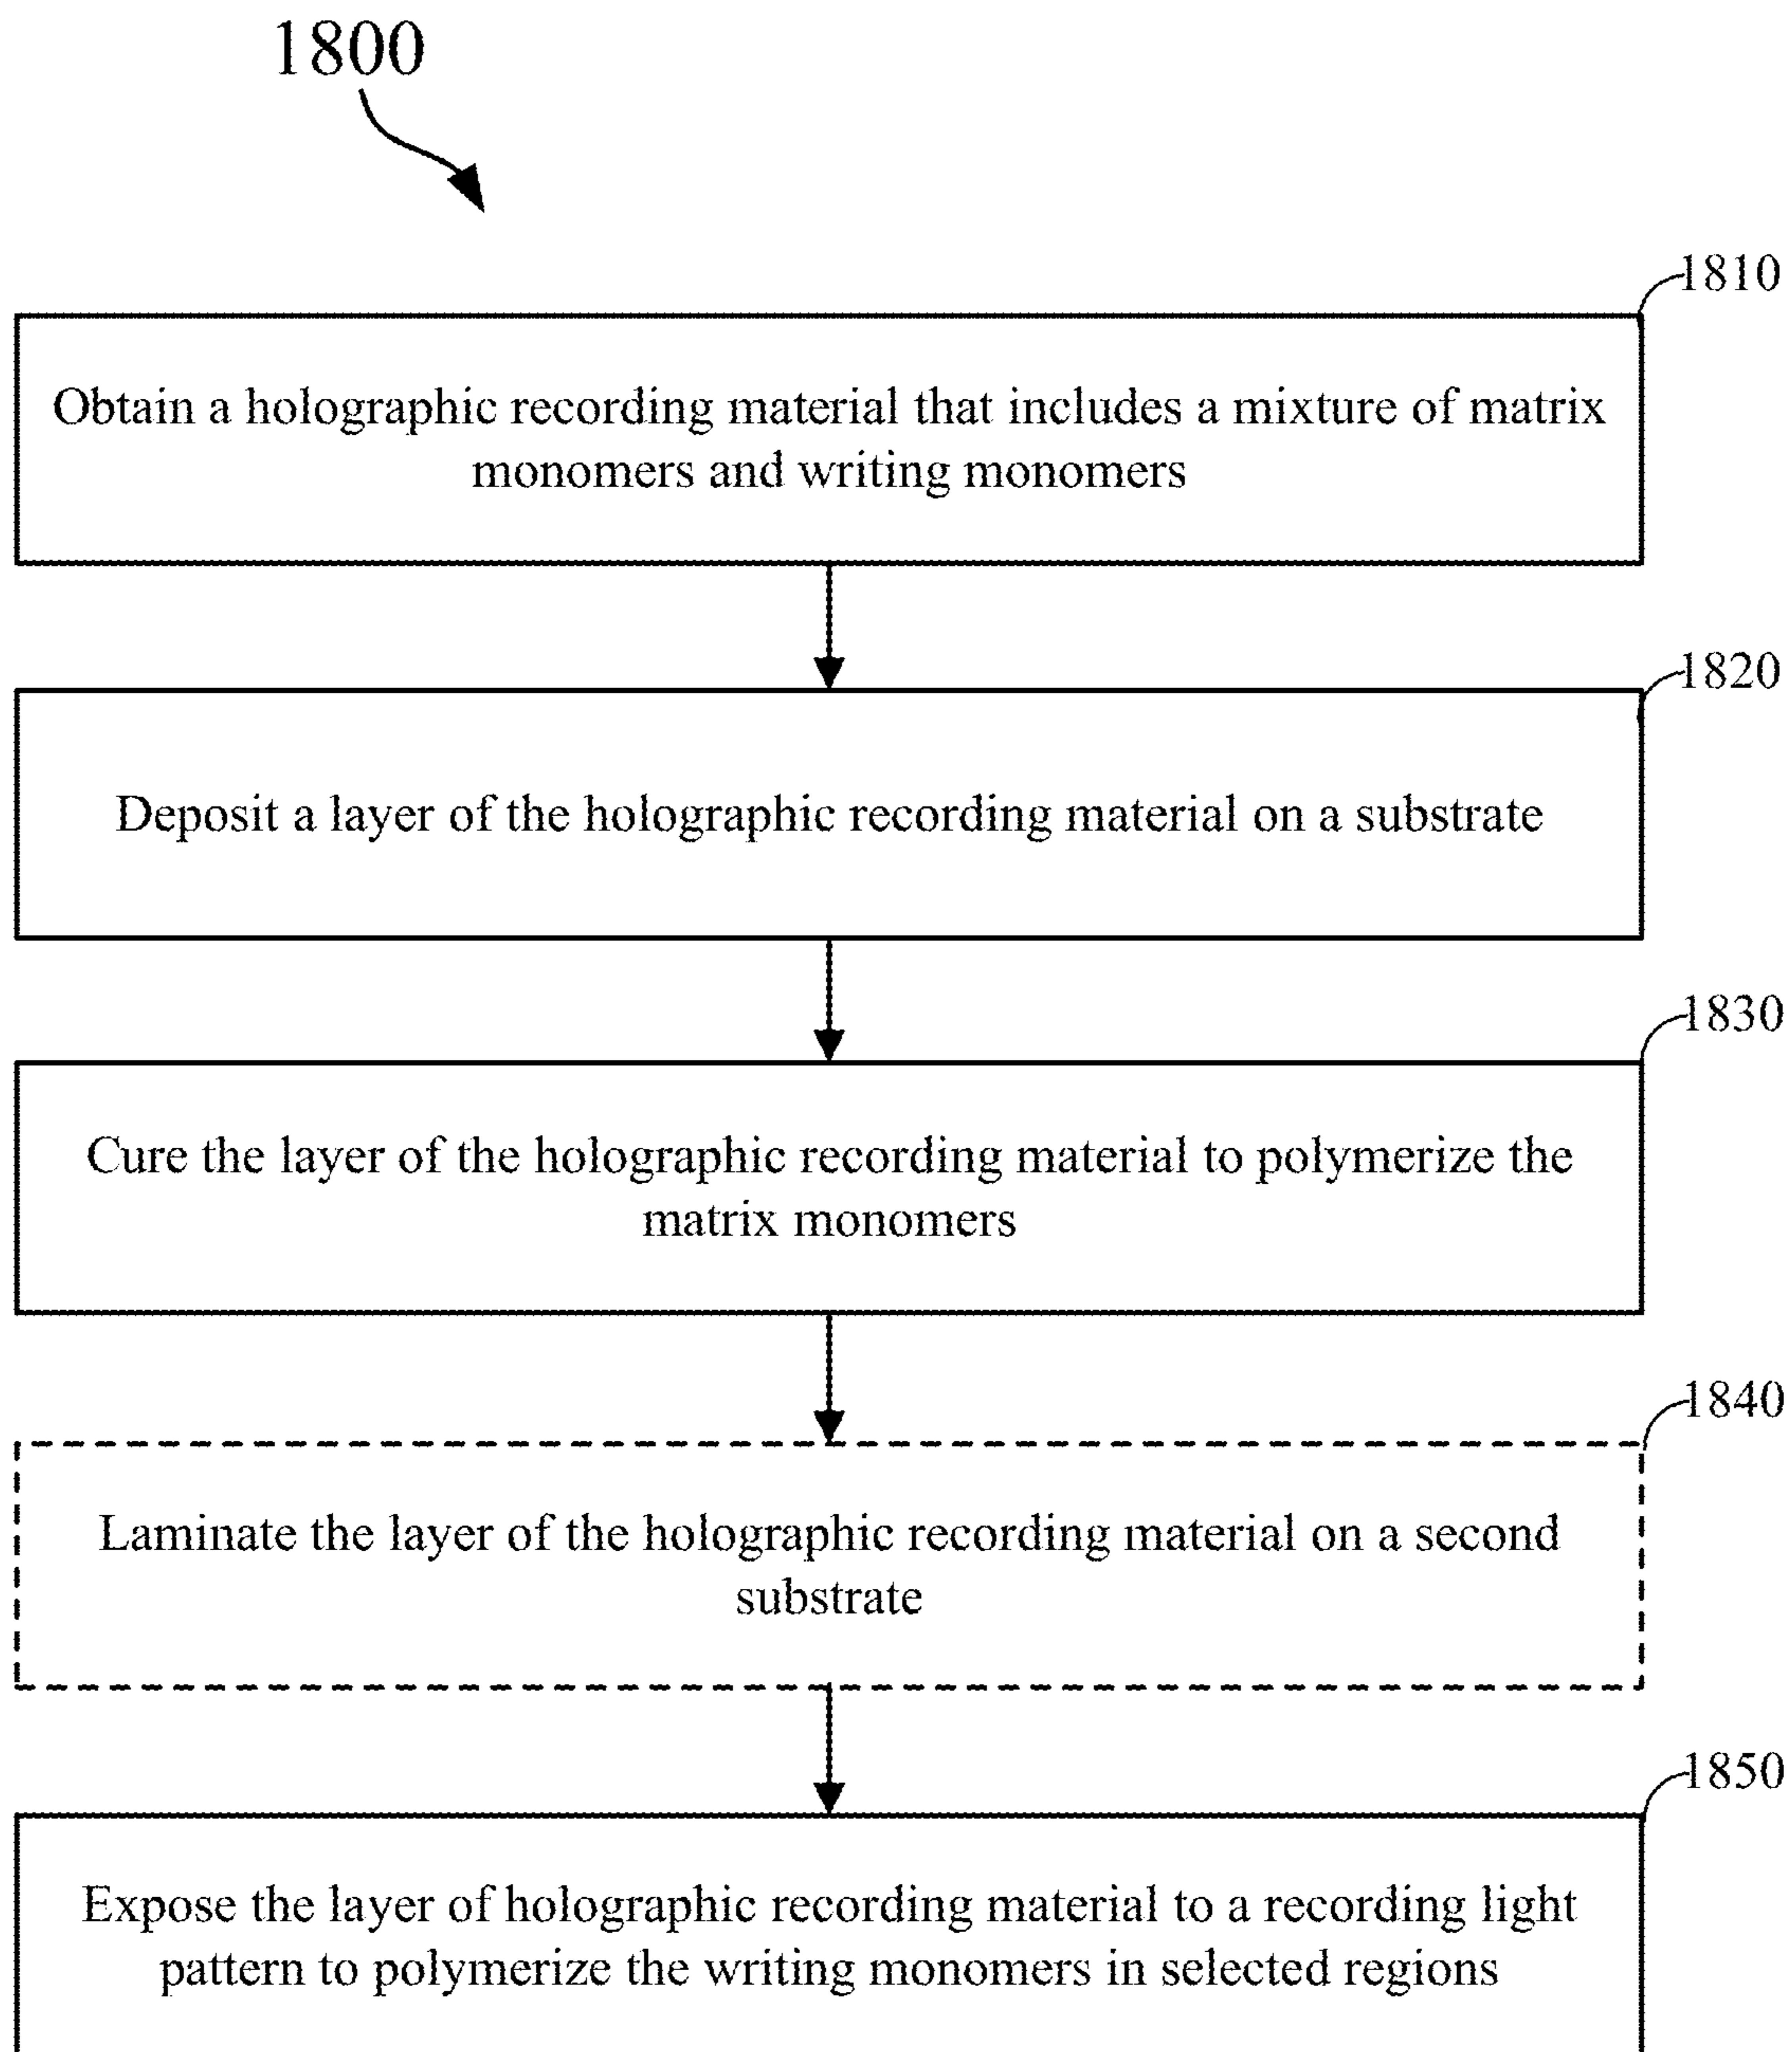 1800
1810
Obtain a holographic recording material that includes a mixture of matrix
monomers and writing monomers
1820
Deposit a layer of the holographic recording material on a substrate
1830
Cure the layer of the holographic recording material to polymerize the
matrix monomers
1840
Laminate the layer of the holographic recording material on a second
substrate
1850
Expose the layer of holographic recording material to a recording light
pattern to polymerize the writing monomers in selected regions